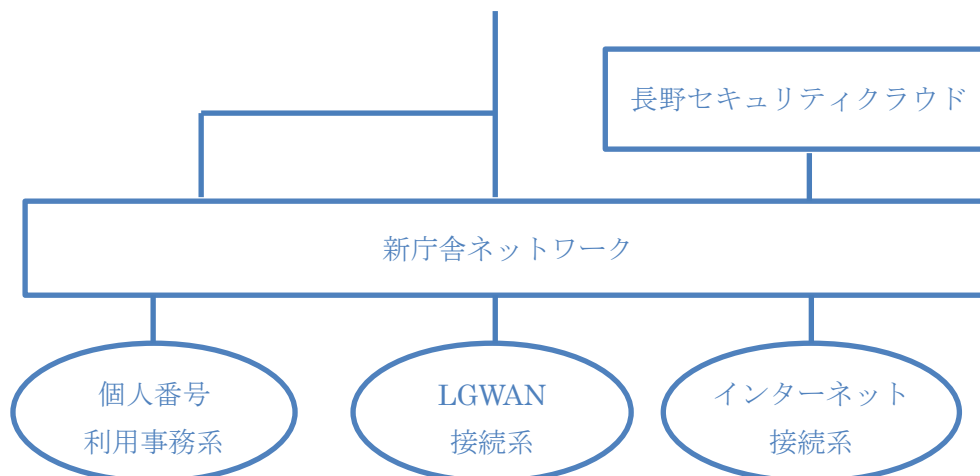 長野セキュリティクラウド
新庁舎ネットワーク
個人番号
利用事務系
LGWAN
接続系
インターネット
接続系